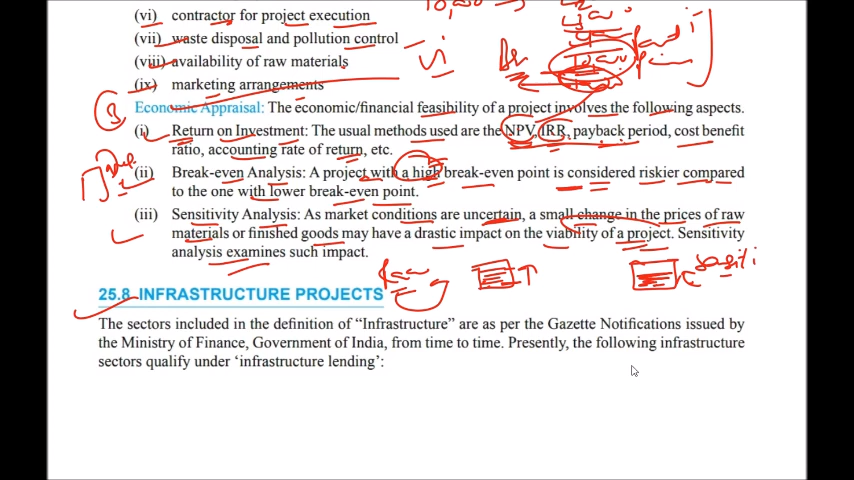 10,000
(vi) contractor for project execution
(vii) waste disposal and pollution control
(viii) availability of raw materials
(ix) marketing arrangements
3
Economic Appraisal: The economic/financial feasibility of a project involves the following aspects.
(i) Return on Investment: The usual methods used are the NPV, IRR, payback period, cost benefit
ratio, accounting rate of return, etc.
(ii) Break-even Analysis: A project with a high break-even point is considered riskier compared
to the one with lower break-even point.
(iii) Sensitivity Analysis: As market conditions are uncertain, a small change in the prices of raw
materials or finished goods may have a drastic impact on the viability of a project. Sensitivity
analysis examines such impact.
Raw
Sensiti
25.8 INFRASTRUCTURE PROJECTS
The sectors included in the definition of “Infrastructure” are as per the Gazette Notifications issued by
the Ministry of Finance, Government of India, from time to time. Presently, the following infrastructure
sectors qualify under ‘infrastructure lending’: